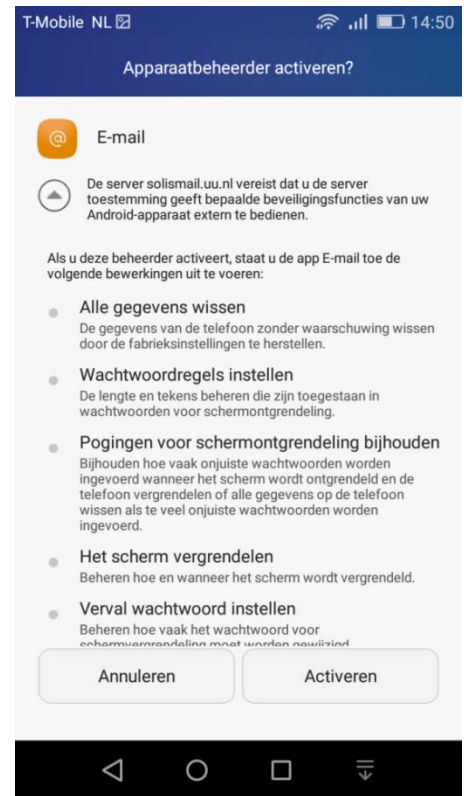 T-Mobile NL 14:50
Apparaatbeheerder activeren?
E-mail
De server solismail.uu.nl vereist dat u de server
toestemming geeft bepaalde beveiligingsfuncties van uw
Android-apparaat extern te bedienen.
Als u deze beheerder activeert, staat u de app E-mail toe de
volgende bewerkingen uit te voeren:
Alle gegevens wissen
De gegevens van de telefoon zonder waarschuwing wissen
door de fabrieksinstellingen te herstellen.
Wachtwoordregels instellen
De lengte en tekens beheren die zijn toegestaan in
wachtwoorden voor schermontgrendeling.
Pogingen voor schermontgrendeling bijhouden
Bijhouden hoe vaak onjuiste wachtwoorden worden
ingevoerd wanneer het scherm wordt ontgrendeld en de
telefoon vergrendelen of alle gegevens op de telefoon
wissen als te veel onjuiste wachtwoorden worden
ingevoerd.
Het scherm vergrendelen
Beheren hoe en wanneer het scherm wordt vergrendeld.
Verval wachtwoord instellen
Beheren hoe vaak het wachtwoord voor
schermvergrendeling moet worden gewijzigd
Annuleren Activeren